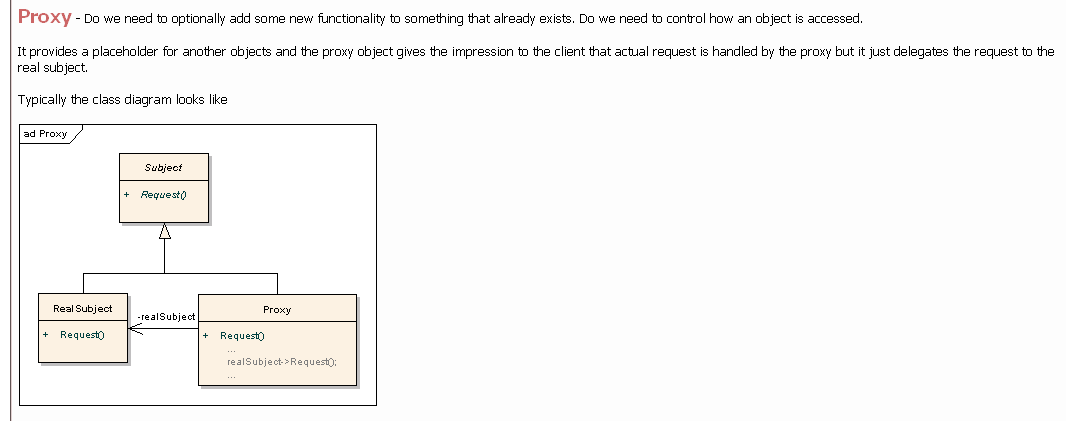 Proxy - Do we need to optionally add some new functionality to something that already exists. Do we need to control how an object is accessed.
It provides a placeholder for another objects and the proxy object gives the impression to the client that actual request is handled by the proxy but it just delegates the request to the
real subject.
Typically the class diagram looks like
ad Proxy
Subject
+ Request()
RealSubject
+ Request()
-realSubject
Proxy
+ Request()
...
realSubject->Request();
...